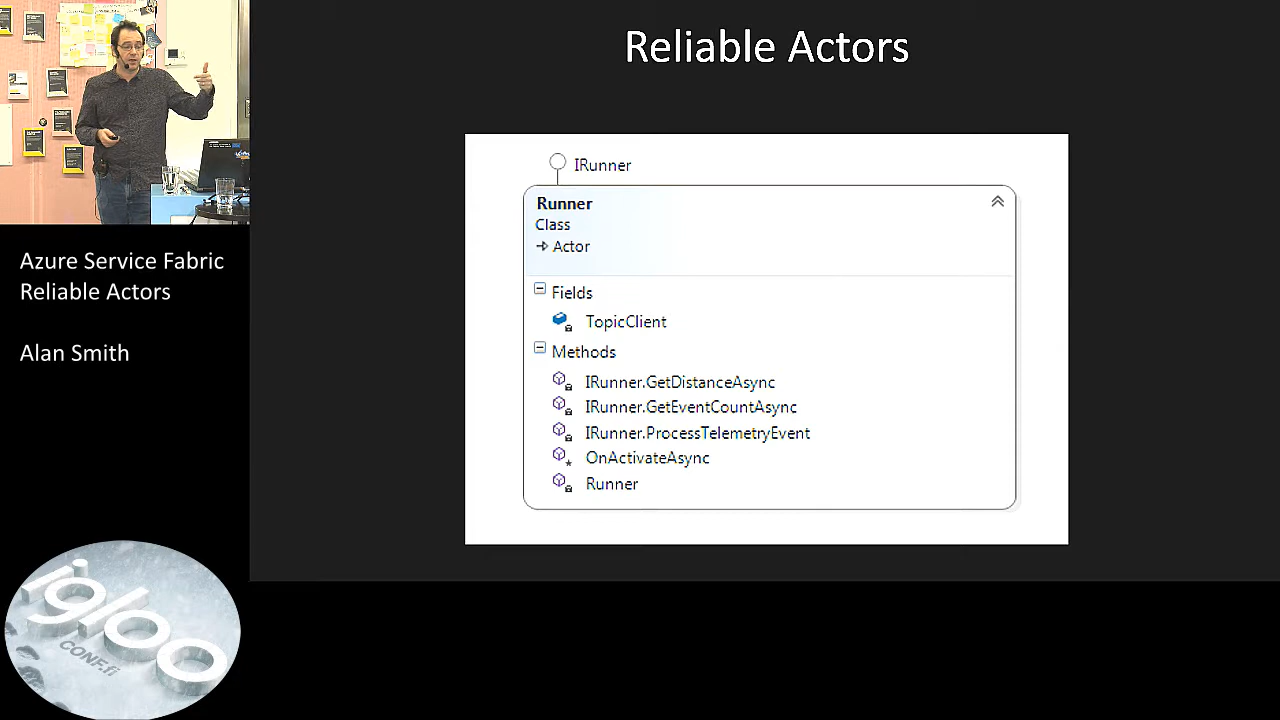 Reliable Actors
IRunner
Runner
Class
Actor
Fields
TopicClient
Methods
IRunner.GetDistanceAsync
IRunner.GetEventCountAsync
IRunner.ProcessTelemetryEvent
OnActivateAsync
Runner
Azure Service Fabric
Reliable Actors
Alan Smith
igloo
CONF.fi